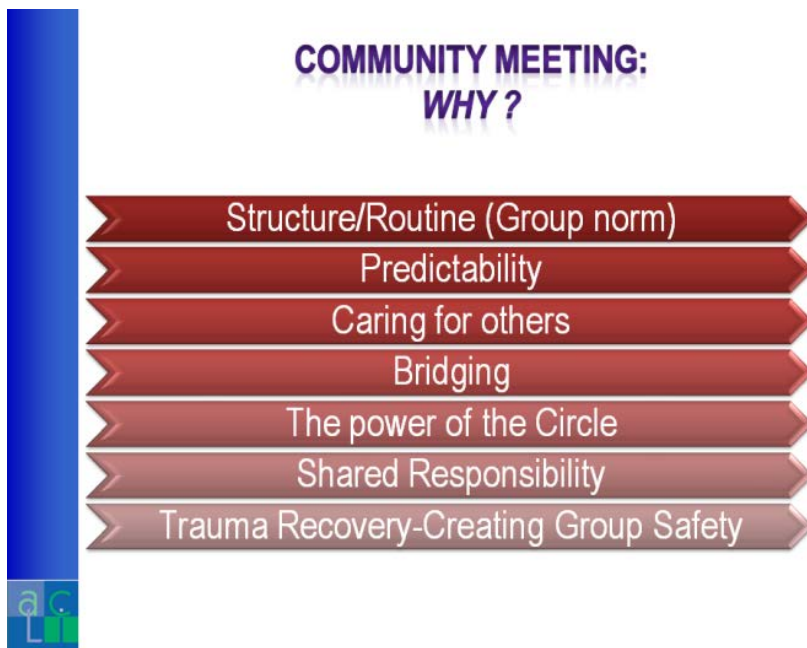 COMMUNITY MEETING:
WHY ?
Structure/Routine (Group norm)
Predictability
Caring for others
Bridging
The power of the Circle
Shared Responsibility
Trauma Recovery-Creating Group Safety
a c
L i